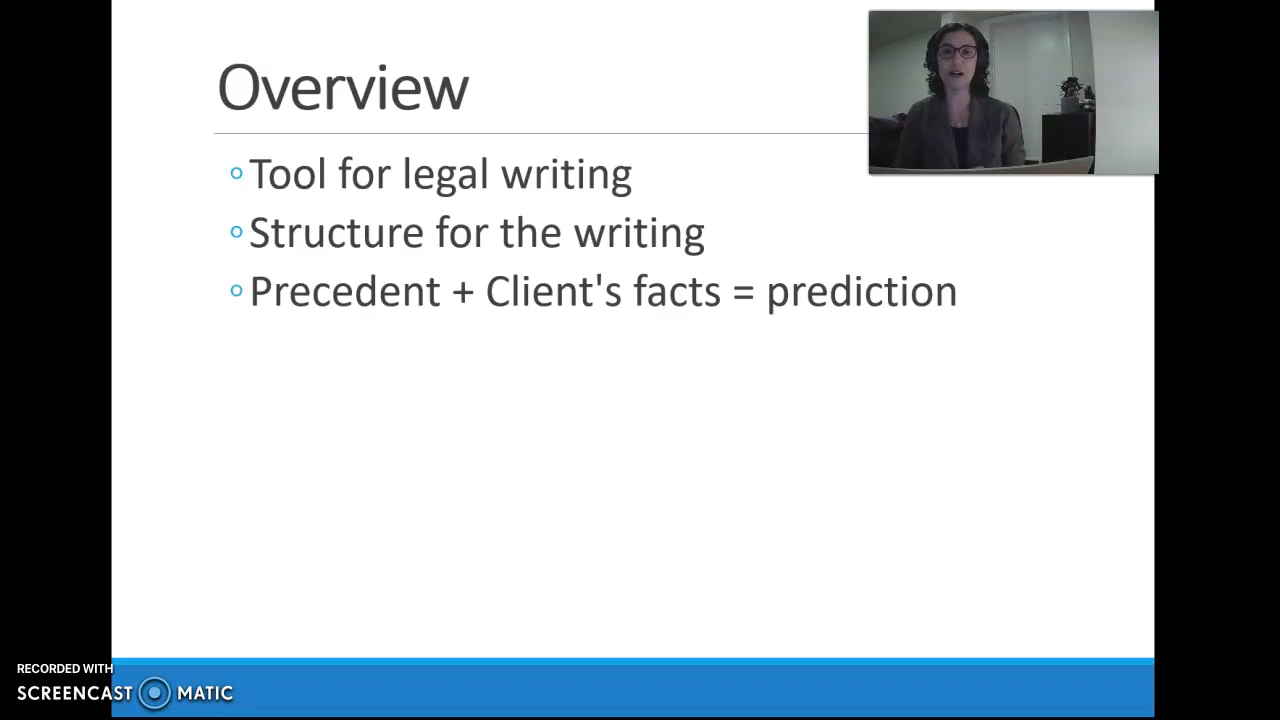 Overview
Tool for legal writing
Structure for the writing
Precedent + Client's facts = prediction
RECORDED WITH
SCREENCAST MATIC